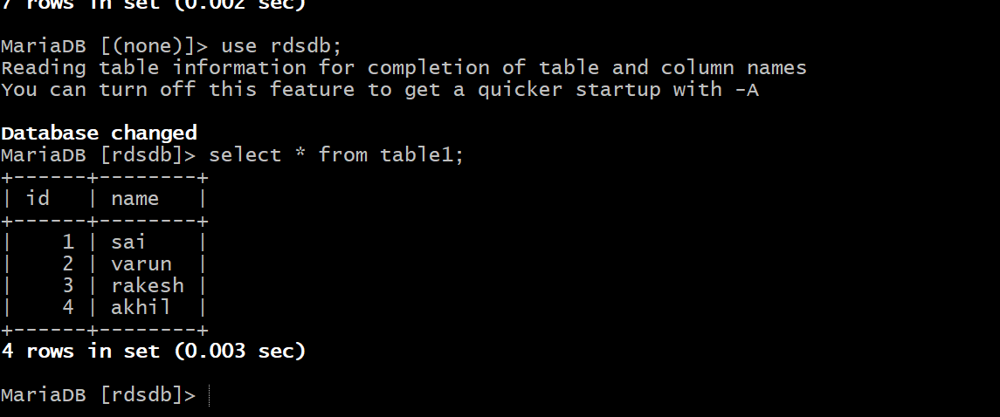 7 rows in set (0.002 sec)
MariaDB [(none)]> use rdsdb;
Reading table information for completion of table and column names
You can turn off this feature to get a quicker startup with -A
Database changed
MariaDB [rdsdb]> select * from table1;
+------+--------+
| id   | name   |
+------+--------+
|    1 | sai    |
|    2 | varun  |
|    3 | rakesh |
|    4 | akhil  |
+------+--------+
4 rows in set (0.003 sec)
MariaDB [rdsdb]>